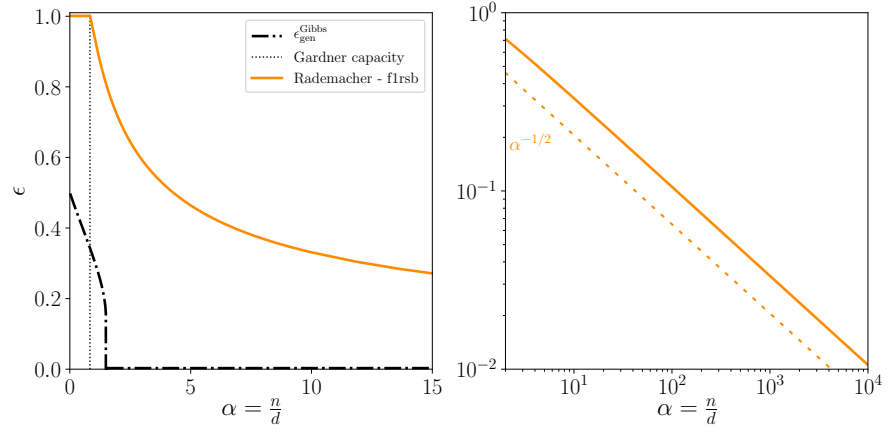 1.0
0.8
0.6
0.4
0.2
0.0
ϵ
0
5
10
15
α = n/d
ϵ_gen^Gibbs
Gardner capacity
Rademacher - f1rsb
10^0
10^-1
10^-2
α^-1/2
10^1
10^2
10^3
10^4
α = n/d